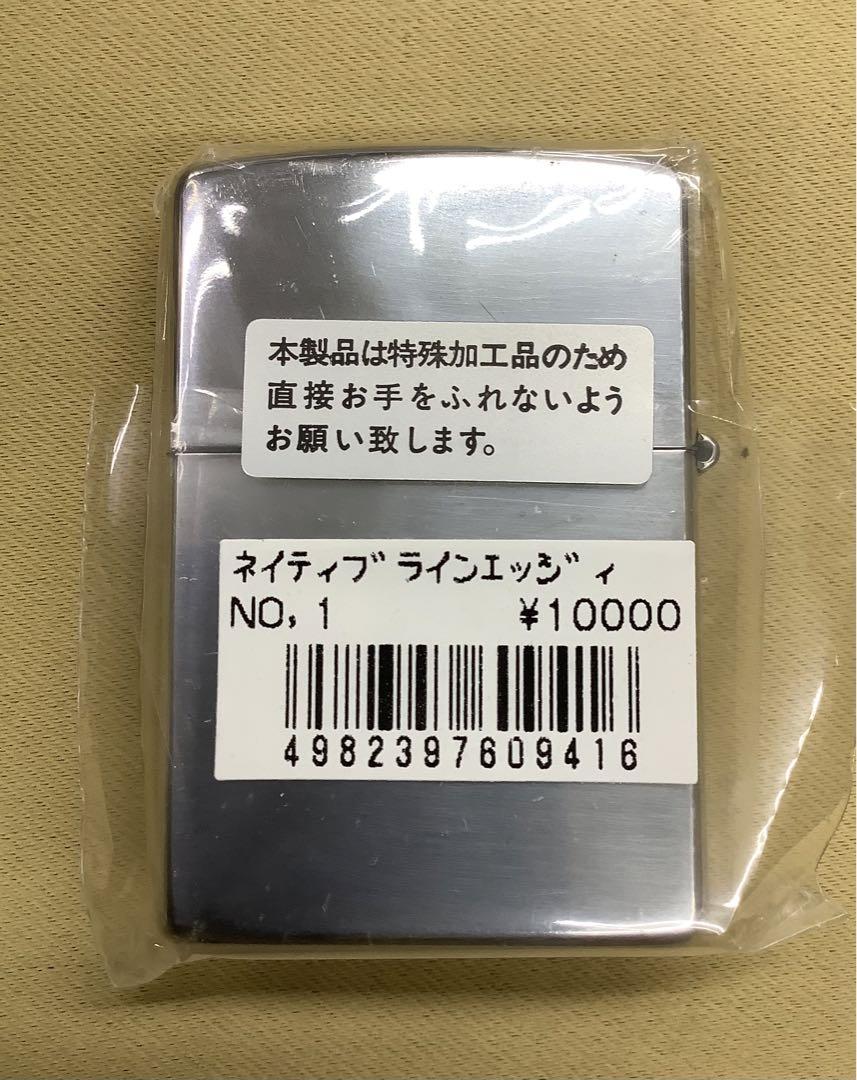 本製品は特殊加工品のため
直接お手をふれないよう
お願い致します。
ネイティブ ラインエッジィ
NO, 1 ¥10000
4982397609416